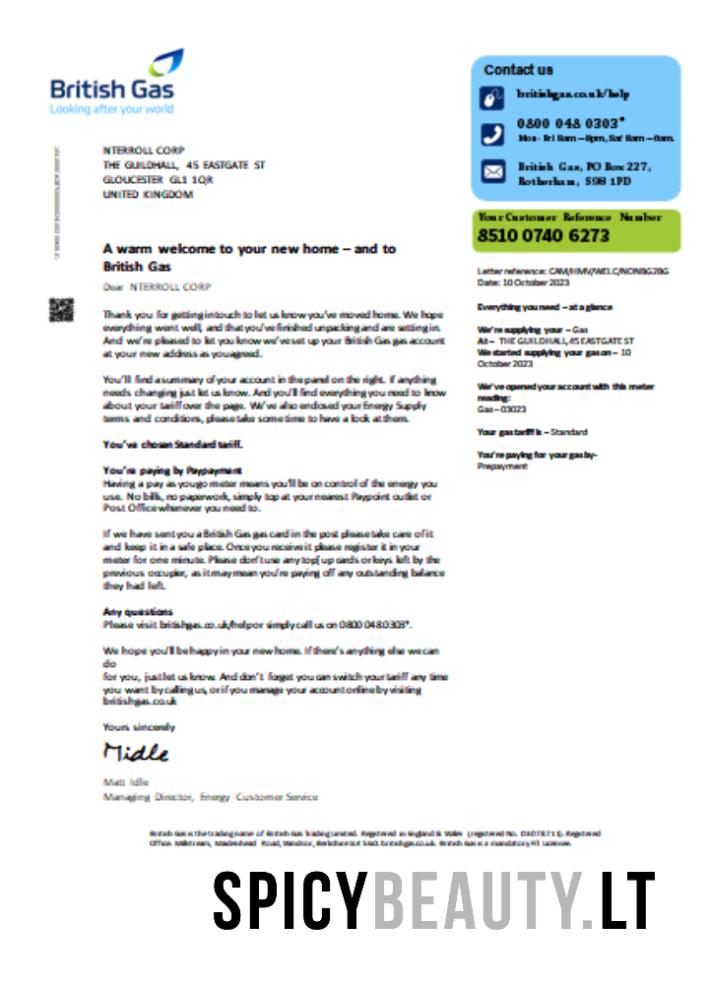 British Gas
Looking after your world
NTERROLL CORP
THE GUILDHALL, 45 EASTGATE ST
GLOUCESTER GL1 1QR
UNITED KINGDOM
A warm welcome to your new home – and to
British Gas
Dear NTERROLL CORP
Thank you for getting in touch to let us know you've moved home. We hope
everything went well, and that you've finished unpacking and are setting in.
And we're pleased to let you know we've set up your British Gas gas account
at your new address as you agreed.
You'll find a summary of your account in the panel on the right. If anything
needs changing just let us know. And you'll find everything you need to know
about your tariff over the page. We've also enclosed your Energy Supply
terms and conditions, please take some time to have a look at them.
You've chosen Standard tariff.
You're paying by Paypayment
Having a pay as you go meter means you'll be on control of the energy you
use. No bills, no paperwork, simply top at your nearest Paypoint outlet or
Post Office whenever you need to.
If we have sent you a British Gas gas card in the post please take care of it
and keep it in a safe place. Once you receive it please register it in your
meter for one minute. Please don't use any top[ up cards or keys left by the
previous occupier, as it may mean you're paying off any outstanding balance
they had left.
Any questions
Please visit britishgas.co.uk/help or simply call us on 0800 048 0303*.
We hope you'll be happy in your new home. If there's anything else we can
do
for you, just let us know. And don't forget you can switch your tariff any time
you want by calling us, or if you manage your account online by visiting
britishgas.co.uk
Yours sincerely
Midle
Matt Idle
Managing Director, Energy Customer Service
Contact us
britishgas.co.uk/help
0800 048 0303*
Mon - Fri 8am – 8pm, Sat 8am – 6am.
British Gas, PO Box 227,
Rotherham, S98 1PD
Your Customer Reference Number
8510 0740 6273
Letter reference: CAM/HMV/WELC/NONBG2BG
Date: 10 October 2023
Everything you need – at a glance
We're supplying your – Gas
At – THE GUILDHALL, 45 EASTGATE ST
We started supplying your gas on – 10
October 2023
We've opened your account with this meter
reading:
Gas – 03023
Your gas tariff is – Standard
You're paying for your gas by-
Prepayment
British Gas is the trading name of British Gas Trading Limited. Registered in England & Wales (registered No. 03078711). Registered
Office: Millstream, Maidenhead Road, Windsor, Berkshire britishgas.co.uk. British Gas is a mandatory FIT Licensee.
SPICYBEAUTY.LT